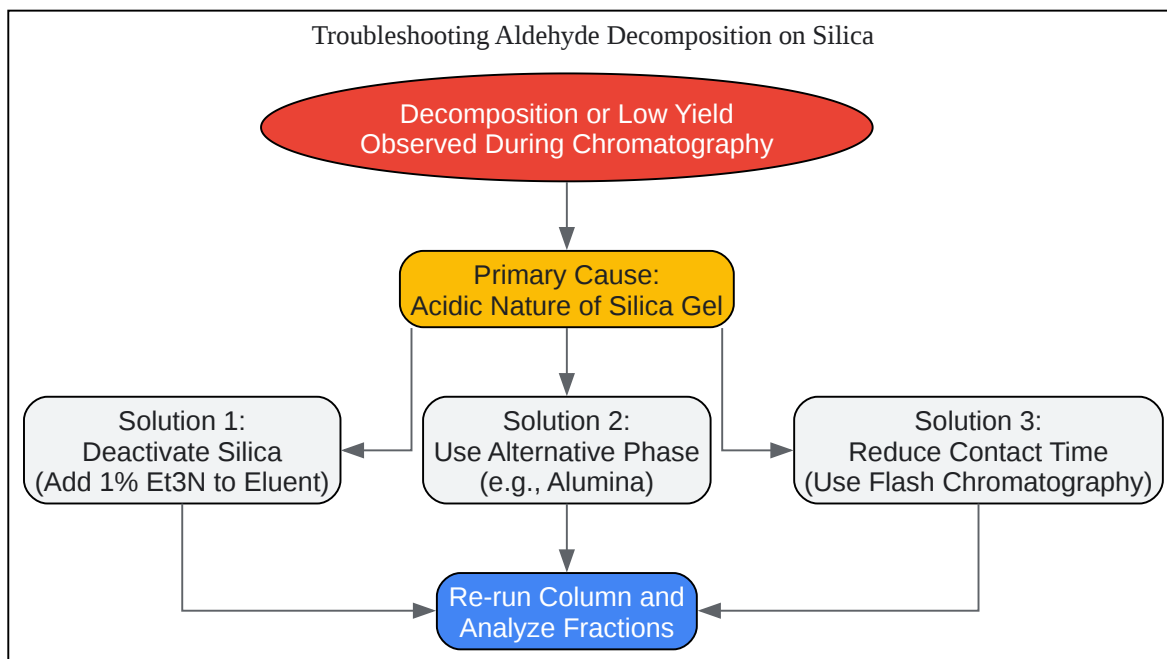 Troubleshooting Aldehyde Decomposition on Silica
Decomposition or Low Yield
Observed During Chromatography
Primary Cause:
Acidic Nature of Silica Gel
Solution 1:
Deactivate Silica
(Add 1% Et3N to Eluent)
Solution 2:
Use Alternative Phase
(e.g., Alumina)
Solution 3:
Reduce Contact Time
(Use Flash Chromatography)
Re-run Column and
Analyze Fractions